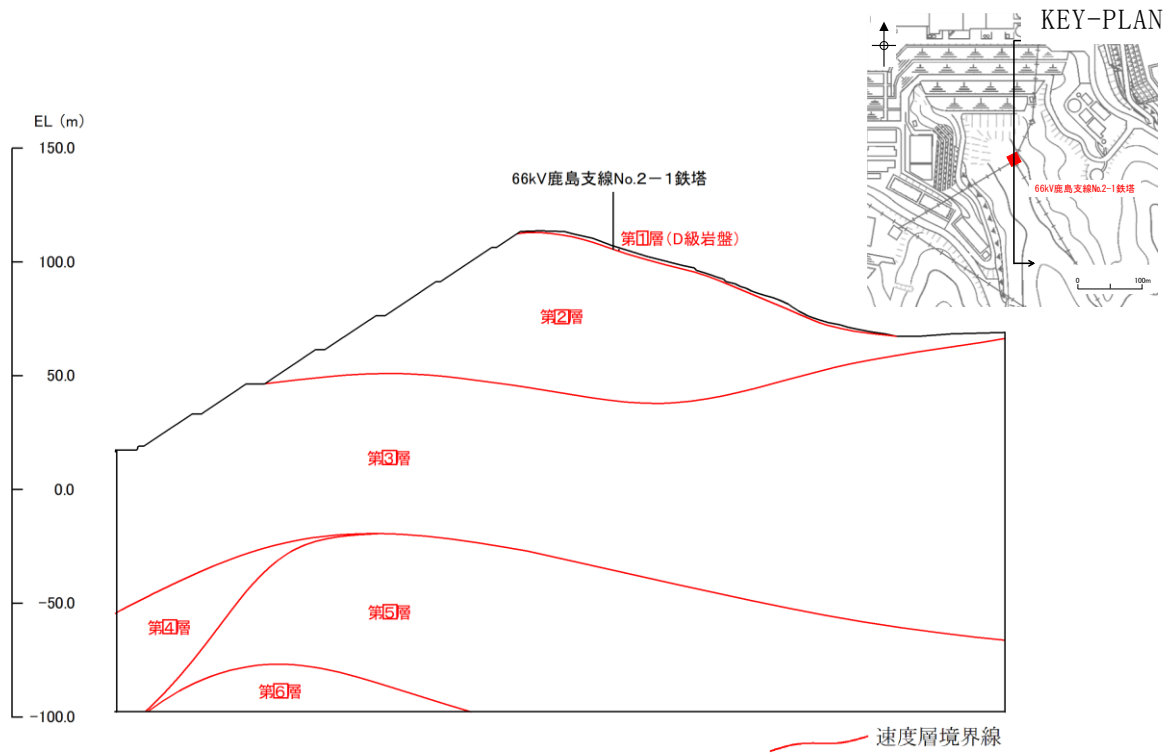 KEY-PLAN
66kV鹿島支線No.2-1鉄塔
0 100m
EL (m)
150.0
100.0
50.0
0.0
-50.0
-100.0
66kV鹿島支線No.2-1鉄塔
第1層(D級岩盤)
第2層
第3層
第4層
第5層
第6層
速度層境界線